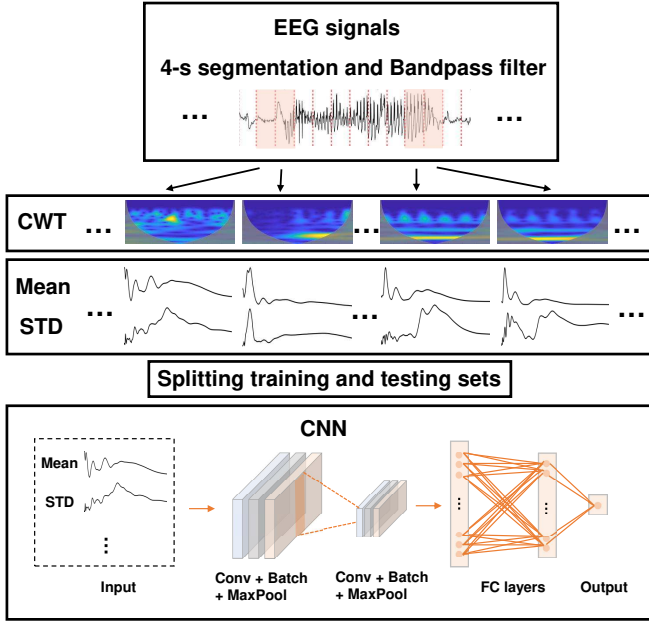 EEG signals
4-s segmentation and Bandpass filter
... ...
CWT ... ... ...
Mean
... ... ...
STD
Splitting training and testing sets
CNN
Mean
STD
...
Input
Conv + Batch
+ MaxPool
Conv + Batch
+ MaxPool
... ...
FC layers
Output